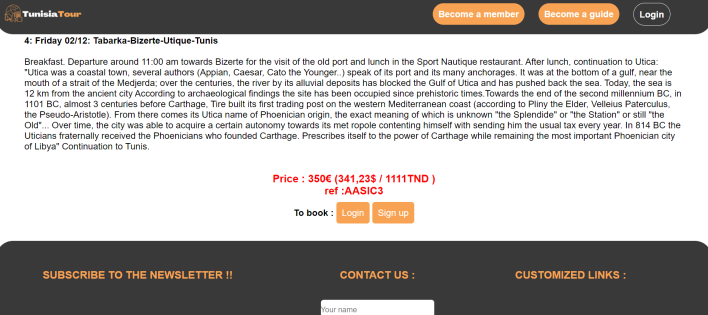 TunisiaTour
Become a member
Become a guide
Login
4: Friday 02/12: Tabarka-Bizerte-Utique-Tunis
Breakfast. Departure around 11:00 am towards Bizerte for the visit of the old port and lunch in the Sport Nautique restaurant. After lunch, continuation to Utica:
"Utica was a coastal town, several authors (Appian, Caesar, Cato the Younger..) speak of its port and its many anchorages. It was at the bottom of a gulf, near the
mouth of a strait of the Medjerda; over the centuries, the river by its alluvial deposits has blocked the Gulf of Utica and has pushed back the sea. Today, the sea is
12 km from the ancient city According to archaeological findings the site has been occupied since prehistoric times.Towards the end of the second millennium BC, in
1101 BC, almost 3 centuries before Carthage, Tire built its first trading post on the western Mediterranean coast (according to Pliny the Elder, Velleius Paterculus,
the Pseudo-Aristotle). From there comes its Utica name of Phoenician origin, the exact meaning of which is unknown "the Splendide" or "the Station" or still "the
Old"... Over time, the city was able to acquire a certain autonomy towards its met ropole contenting himself with sending him the usual tax every year. In 814 BC the
Uticians fraternally received the Phoenicians who founded Carthage. Prescribes itself to the power of Carthage while remaining the most important Phoenician city
of Libya" Continuation to Tunis.
Price : 350€ (341,23$ / 1111TND )
ref :AASIC3
To book : Login Sign up
SUBSCRIBE TO THE NEWSLETTER !!
CONTACT US :
CUSTOMIZED LINKS :
Your name